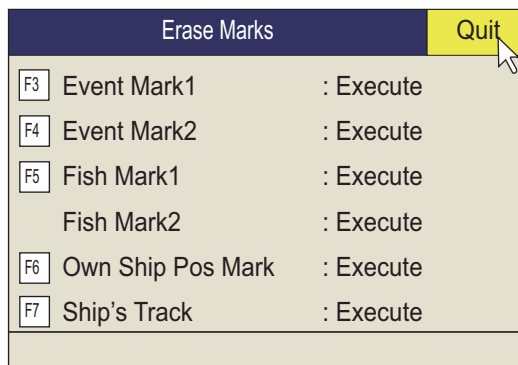 Erase Marks Quit
F3 Event Mark1 : Execute
F4 Event Mark2 : Execute
F5 Fish Mark1 : Execute
Fish Mark2 : Execute
F6 Own Ship Pos Mark : Execute
F7 Ship's Track : Execute